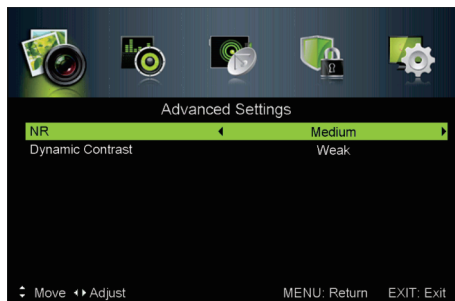 Advanced Settings
NR Medium
Dynamic Contrast Weak
Move Adjust MENU: Return EXIT: Exit